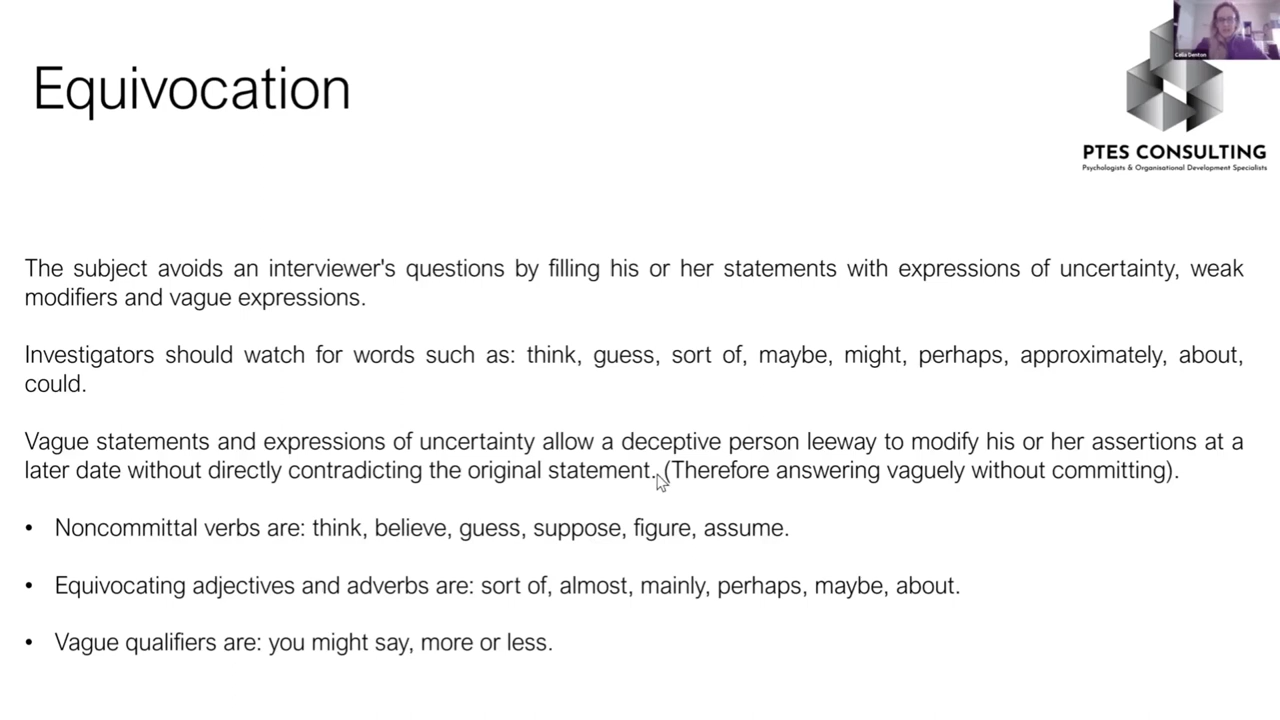 Equivocation
Celia Denton
PTES CONSULTING
Psychologists & Organisational Development Specialists
The subject avoids an interviewer's questions by filling his or her statements with expressions of uncertainty, weak
modifiers and vague expressions.
Investigators should watch for words such as: think, guess, sort of, maybe, might, perhaps, approximately, about,
could.
Vague statements and expressions of uncertainty allow a deceptive person leeway to modify his or her assertions at a
later date without directly contradicting the original statement. (Therefore answering vaguely without committing).
• Noncommittal verbs are: think, believe, guess, suppose, figure, assume.
• Equivocating adjectives and adverbs are: sort of, almost, mainly, perhaps, maybe, about.
• Vague qualifiers are: you might say, more or less.